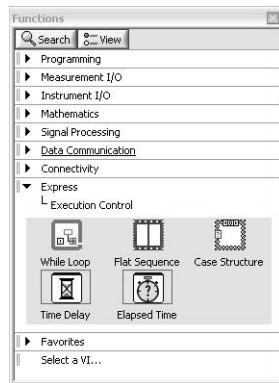 Functions
Search View
Programming
Measurement I/O
Instrument I/O
Mathematics
Signal Processing
Data Communication
Connectivity
Express
Execution Control
While Loop Flat Sequence Case Structure
Time Delay Elapsed Time
Favorites
Select a VI...